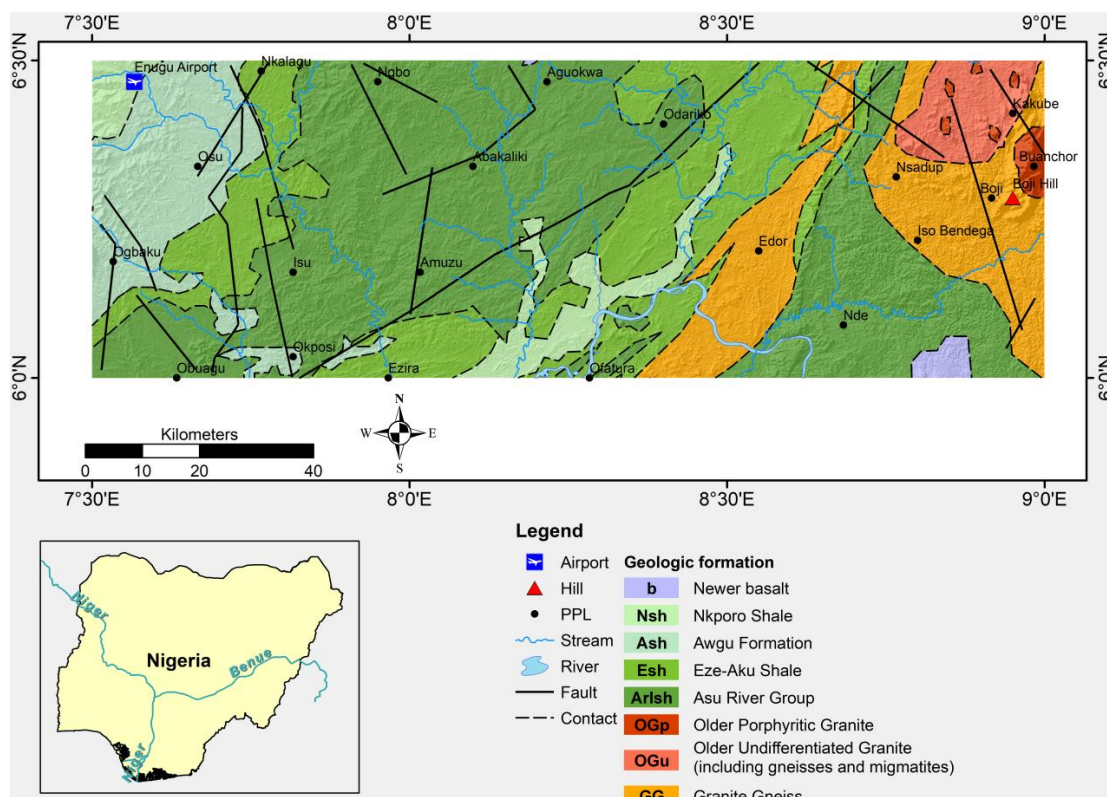 7°30'E 8°0'E 8°30'E 9°0'E
6°30'N 6°30'N
Enugu Airport
Nkalagu
Ngbo
Aguokwa
Odariko
Kakube
Osu
Abakaliki
Nsadup
Buanchor
Boji
Boji Hill
Ogbaku
Isu
Amuzu
F
Edor
Iso Bendega
Nde
Okposi
Obuagu
Ezira
Ofatura
6°0'N 6°0'N
N
W E
S
Kilometers
0 10 20 40
7°30'E 8°0'E 8°30'E 9°0'E
Legend
Airport
Hill
PPL
Stream
River
Fault
Contact
Geologic formation
b Newer basalt
Nsh Nkporo Shale
Ash Awgu Formation
Esh Eze-Aku Shale
Arlsh Asu River Group
OGp Older Porphyritic Granite
OGu Older Undifferentiated Granite
(including gneisses and migmatites)
GG Granite Gneiss
Niger
Nigeria
Benue
Niger